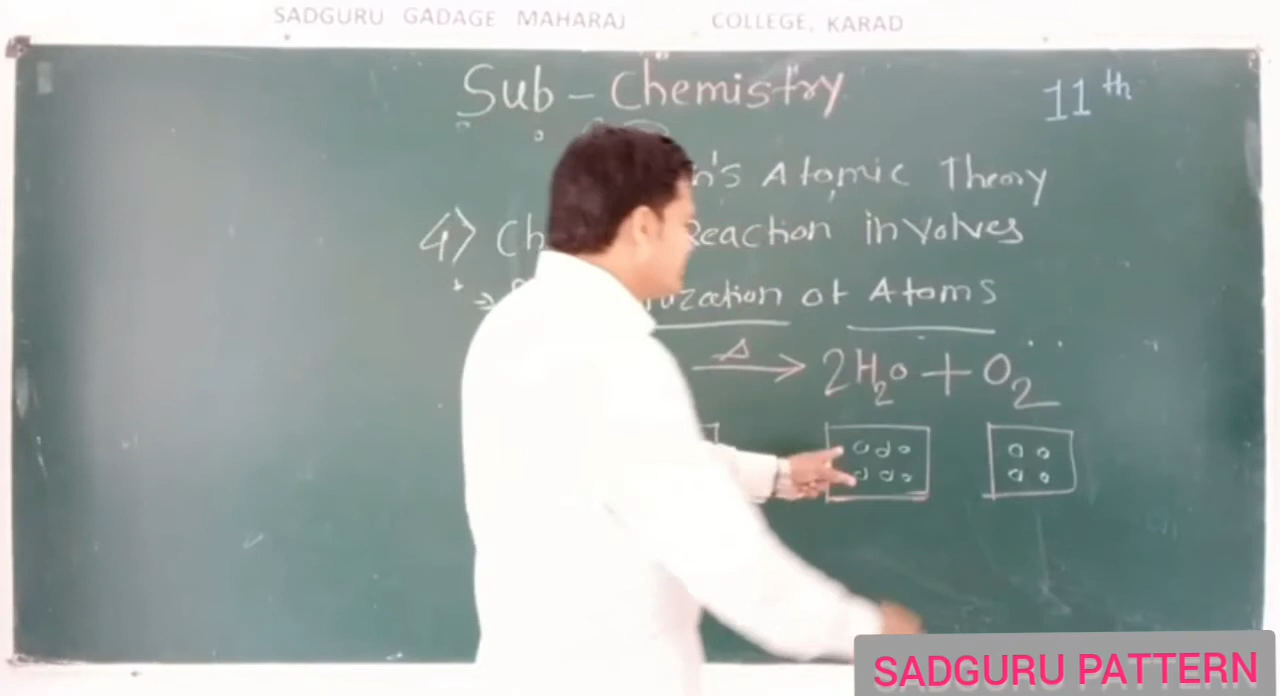 SADGURU GADAGE MAHARAJ COLLEGE, KARAD
Sub - Chemistry
11th
n's Atomic Theory
4) Ch Reaction involves
→ zation of Atoms
Δ → 2H₂O + O₂
SADGURU PATTERN